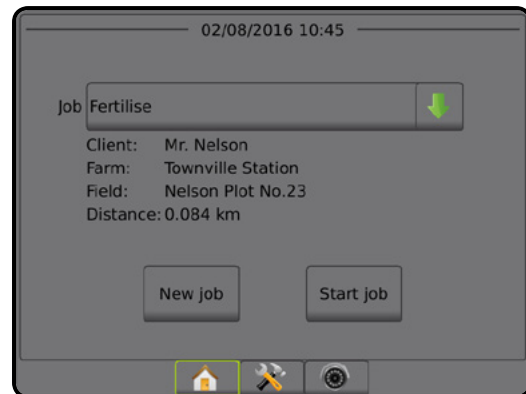 02/08/2016 10:45
Job Fertilise
Client: Mr. Nelson
Farm: Townville Station
Field: Nelson Plot No.23
Distance: 0.084 km
New job Start job